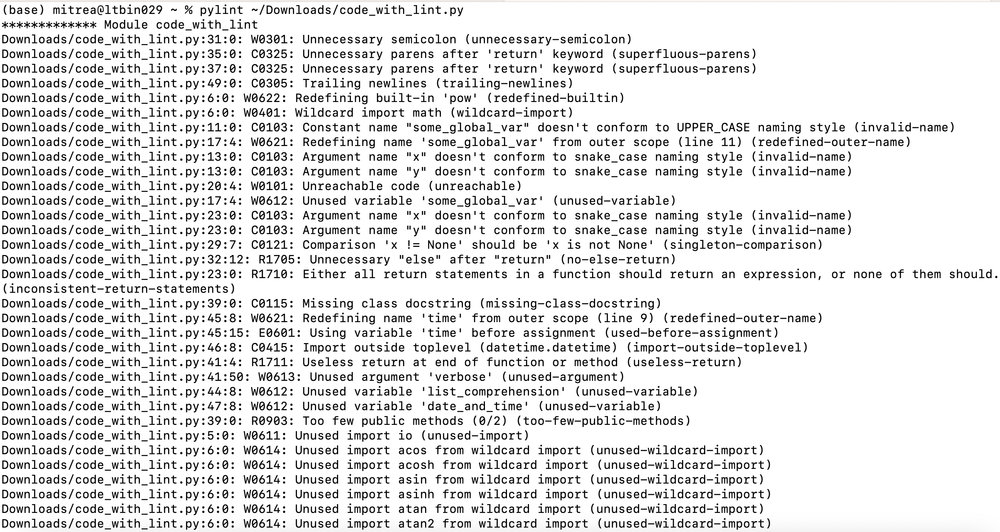 (base) mitrea@ltbin029 ~ % pylint ~/Downloads/code_with_lint.py
************* Module code_with_lint
Downloads/code_with_lint.py:31:0: W0301: Unnecessary semicolon (unnecessary-semicolon)
Downloads/code_with_lint.py:35:0: C0325: Unnecessary parens after 'return' keyword (superfluous-parens)
Downloads/code_with_lint.py:37:0: C0325: Unnecessary parens after 'return' keyword (superfluous-parens)
Downloads/code_with_lint.py:49:0: C0305: Trailing newlines (trailing-newlines)
Downloads/code_with_lint.py:6:0: W0622: Redefining built-in 'pow' (redefined-builtin)
Downloads/code_with_lint.py:6:0: W0401: Wildcard import math (wildcard-import)
Downloads/code_with_lint.py:11:0: C0103: Constant name "some_global_var" doesn't conform to UPPER_CASE naming style (invalid-name)
Downloads/code_with_lint.py:17:4: W0621: Redefining name 'some_global_var' from outer scope (line 11) (redefined-outer-name)
Downloads/code_with_lint.py:13:0: C0103: Argument name "x" doesn't conform to snake_case naming style (invalid-name)
Downloads/code_with_lint.py:13:0: C0103: Argument name "y" doesn't conform to snake_case naming style (invalid-name)
Downloads/code_with_lint.py:20:4: W0101: Unreachable code (unreachable)
Downloads/code_with_lint.py:17:4: W0612: Unused variable 'some_global_var' (unused-variable)
Downloads/code_with_lint.py:23:0: C0103: Argument name "x" doesn't conform to snake_case naming style (invalid-name)
Downloads/code_with_lint.py:23:0: C0103: Argument name "y" doesn't conform to snake_case naming style (invalid-name)
Downloads/code_with_lint.py:29:7: C0121: Comparison 'x != None' should be 'x is not None' (singleton-comparison)
Downloads/code_with_lint.py:32:12: R1705: Unnecessary "else" after "return" (no-else-return)
Downloads/code_with_lint.py:23:0: R1710: Either all return statements in a function should return an expression, or none of them should.
(inconsistent-return-statements)
Downloads/code_with_lint.py:39:0: C0115: Missing class docstring (missing-class-docstring)
Downloads/code_with_lint.py:45:8: W0621: Redefining name 'time' from outer scope (line 9) (redefined-outer-name)
Downloads/code_with_lint.py:45:15: E0601: Using variable 'time' before assignment (used-before-assignment)
Downloads/code_with_lint.py:46:8: C0415: Import outside toplevel (datetime.datetime) (import-outside-toplevel)
Downloads/code_with_lint.py:41:4: R1711: Useless return at end of function or method (useless-return)
Downloads/code_with_lint.py:41:50: W0613: Unused argument 'verbose' (unused-argument)
Downloads/code_with_lint.py:44:8: W0612: Unused variable 'list_comprehension' (unused-variable)
Downloads/code_with_lint.py:47:8: W0612: Unused variable 'date_and_time' (unused-variable)
Downloads/code_with_lint.py:39:0: R0903: Too few public methods (0/2) (too-few-public-methods)
Downloads/code_with_lint.py:5:0: W0611: Unused import io (unused-import)
Downloads/code_with_lint.py:6:0: W0614: Unused import acos from wildcard import (unused-wildcard-import)
Downloads/code_with_lint.py:6:0: W0614: Unused import acosh from wildcard import (unused-wildcard-import)
Downloads/code_with_lint.py:6:0: W0614: Unused import asin from wildcard import (unused-wildcard-import)
Downloads/code_with_lint.py:6:0: W0614: Unused import asinh from wildcard import (unused-wildcard-import)
Downloads/code_with_lint.py:6:0: W0614: Unused import atan from wildcard import (unused-wildcard-import)
Downloads/code_with_lint.py:6:0: W0614: Unused import atan2 from wildcard import (unused-wildcard-import)